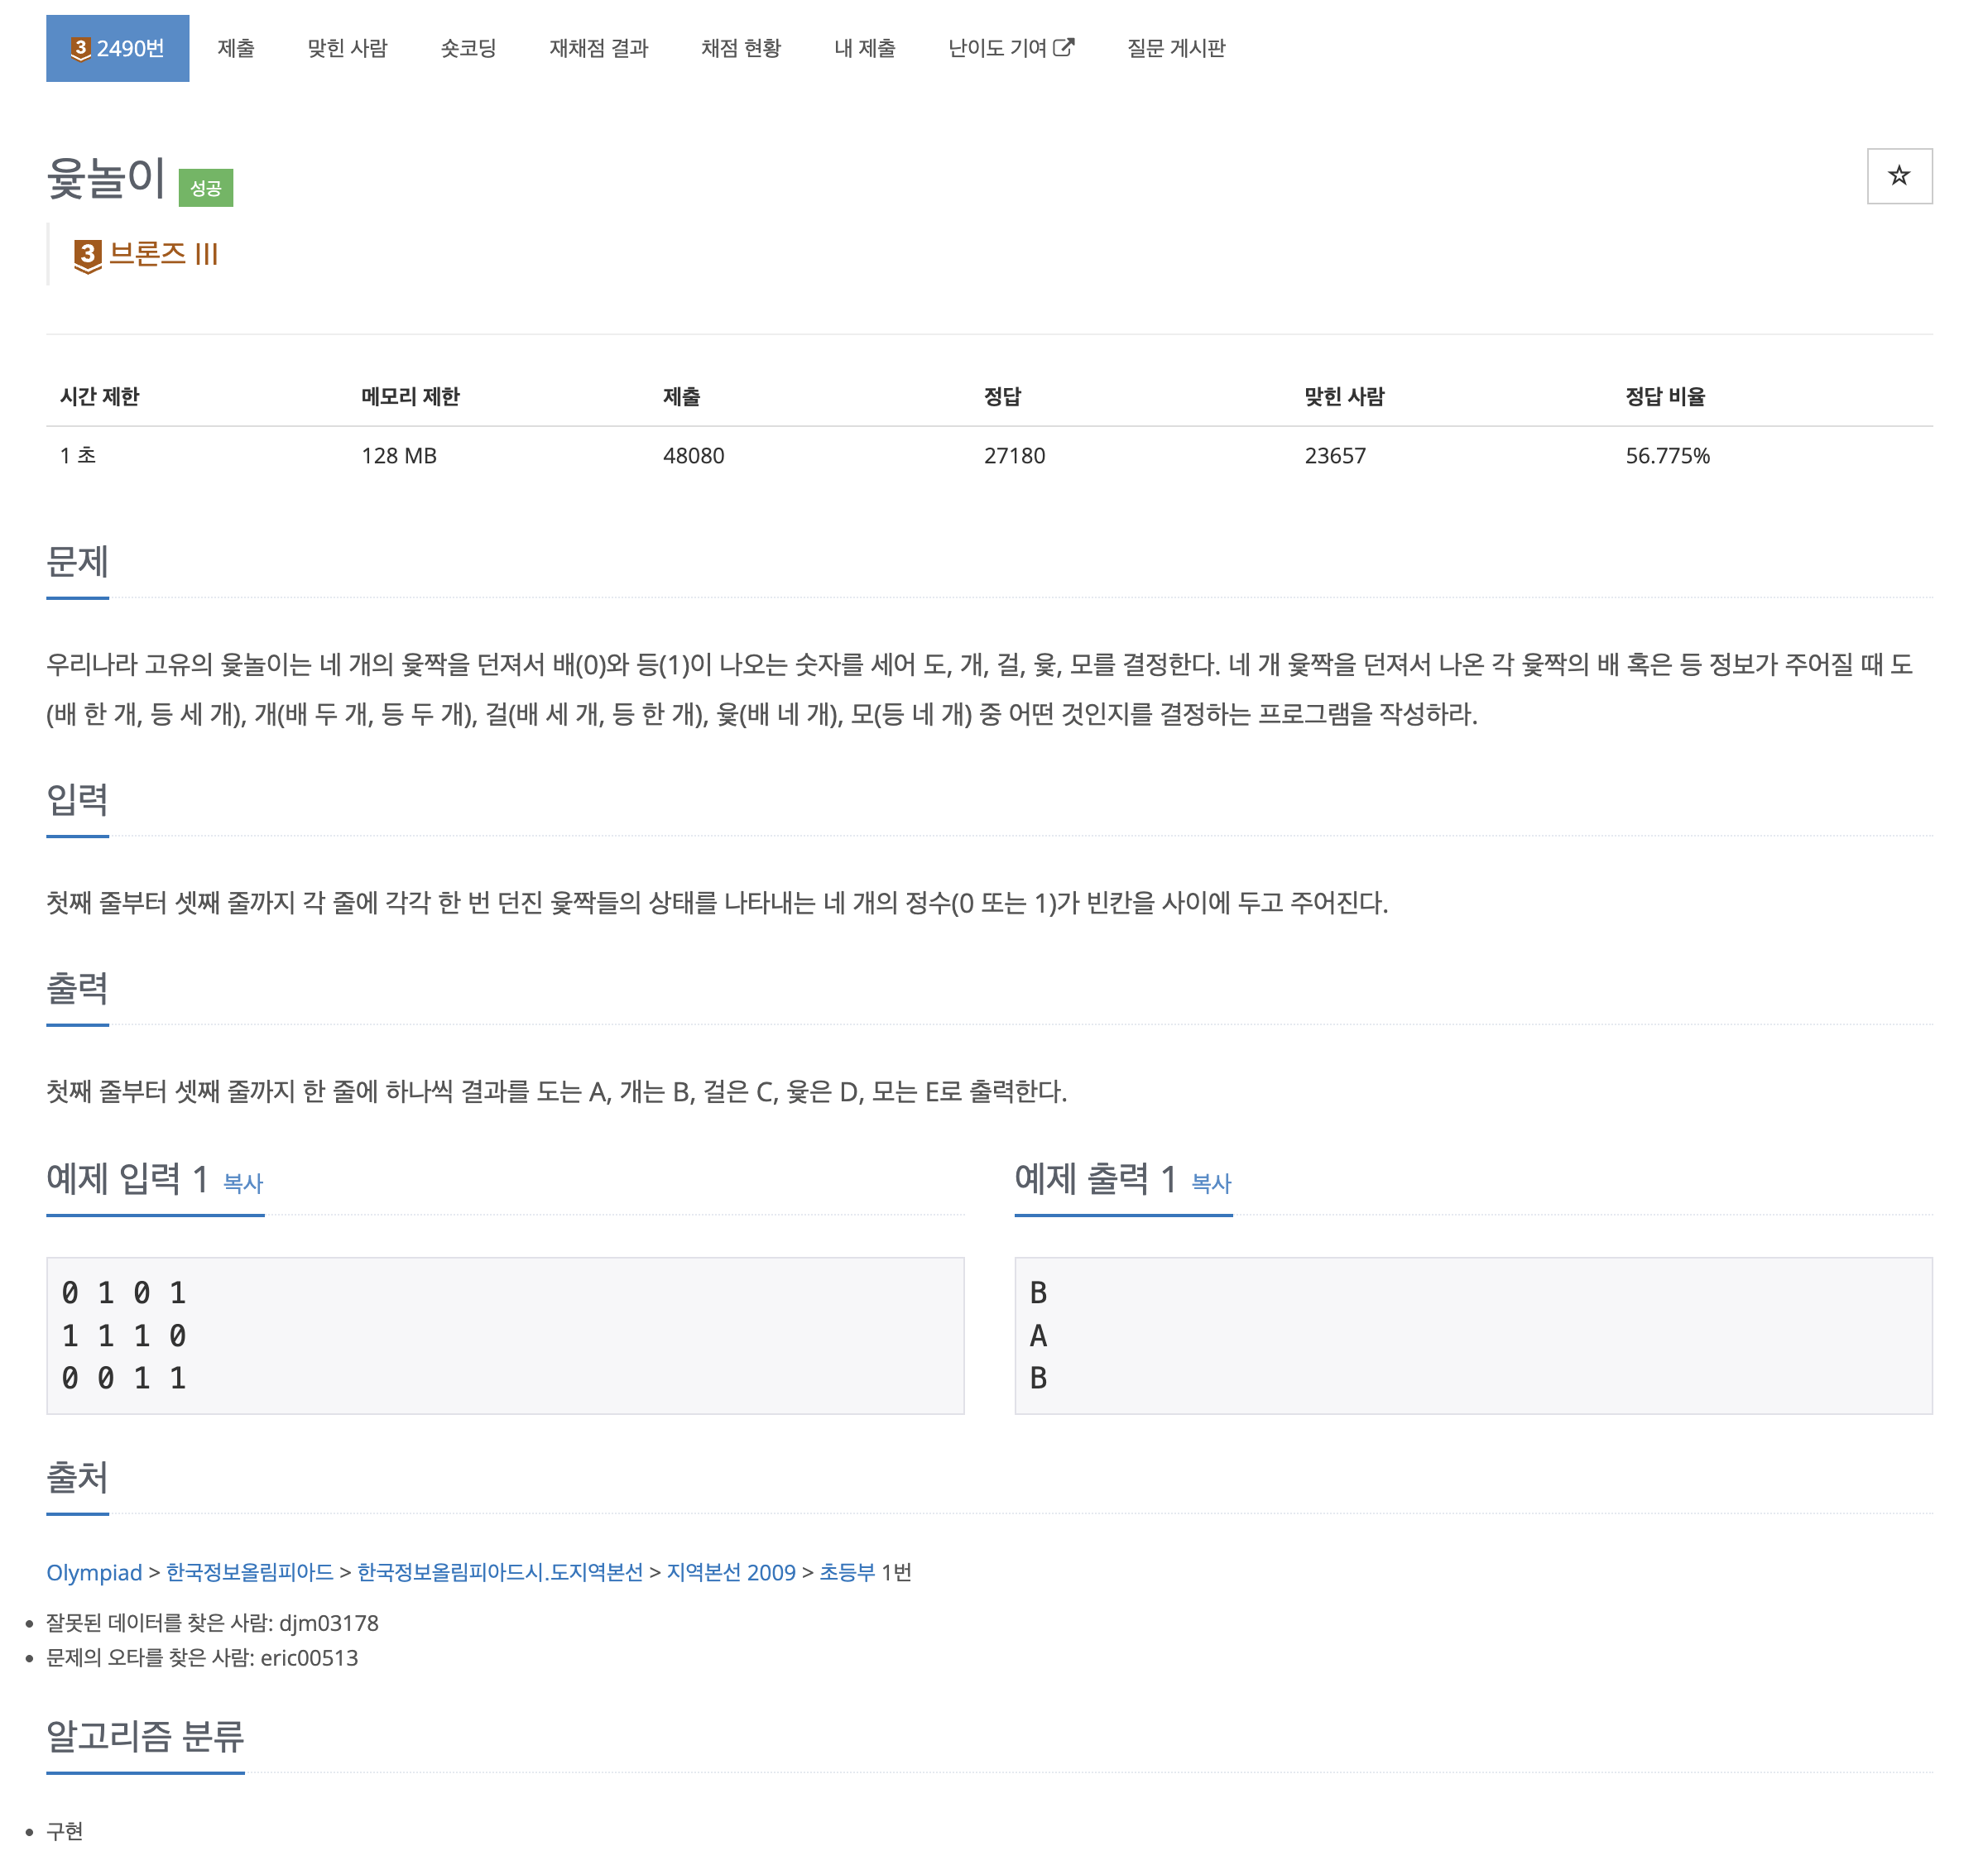 3 2490번 제출 맞힌 사람 숏코딩 재채점 결과 채점 현황 내 제출 난이도 기여 질문 게시판
윷놀이 성공
3 브론즈 III
시간 제한 메모리 제한 제출 정답 맞힌 사람 정답 비율
1 초 128 MB 48080 27180 23657 56.775%
문제
우리나라 고유의 윷놀이는 네 개의 윷짝을 던져서 배(0)와 등(1)이 나오는 숫자를 세어 도, 개, 걸, 윷, 모를 결정한다. 네 개 윷짝을 던져서 나온 각 윷짝의 배 혹은 등 정보가 주어질 때 도
(배 한 개, 등 세 개), 개(배 두 개, 등 두 개), 걸(배 세 개, 등 한 개), 윷(배 네 개), 모(등 네 개) 중 어떤 것인지를 결정하는 프로그램을 작성하라.
입력
첫째 줄부터 셋째 줄까지 각 줄에 각각 한 번 던진 윷짝들의 상태를 나타내는 네 개의 정수(0 또는 1)가 빈칸을 사이에 두고 주어진다.
출력
첫째 줄부터 셋째 줄까지 한 줄에 하나씩 결과를 도는 A, 개는 B, 걸은 C, 윷은 D, 모는 E로 출력한다.
예제 입력 1 복사
0 1 0 1
1 1 1 0
0 0 1 1
예제 출력 1 복사
B
A
B
출처
Olympiad > 한국정보올림피아드 > 한국정보올림피아드시.도지역본선 > 지역본선 2009 > 초등부 1번
잘못된 데이터를 찾은 사람: djm03178
문제의 오타를 찾은 사람: eric00513
알고리즘 분류
구현